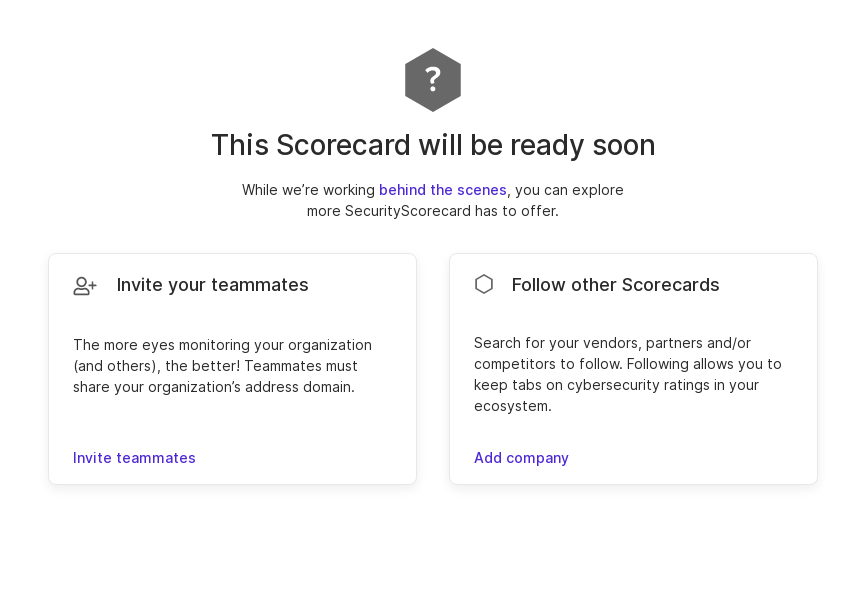 ?
This Scorecard will be ready soon
While we’re working behind the scenes, you can explore
more SecurityScorecard has to offer.
Invite your teammates
The more eyes monitoring your organization
(and others), the better! Teammates must
share your organization’s address domain.
Invite teammates
Follow other Scorecards
Search for your vendors, partners and/or
competitors to follow. Following allows you to
keep tabs on cybersecurity ratings in your
ecosystem.
Add company